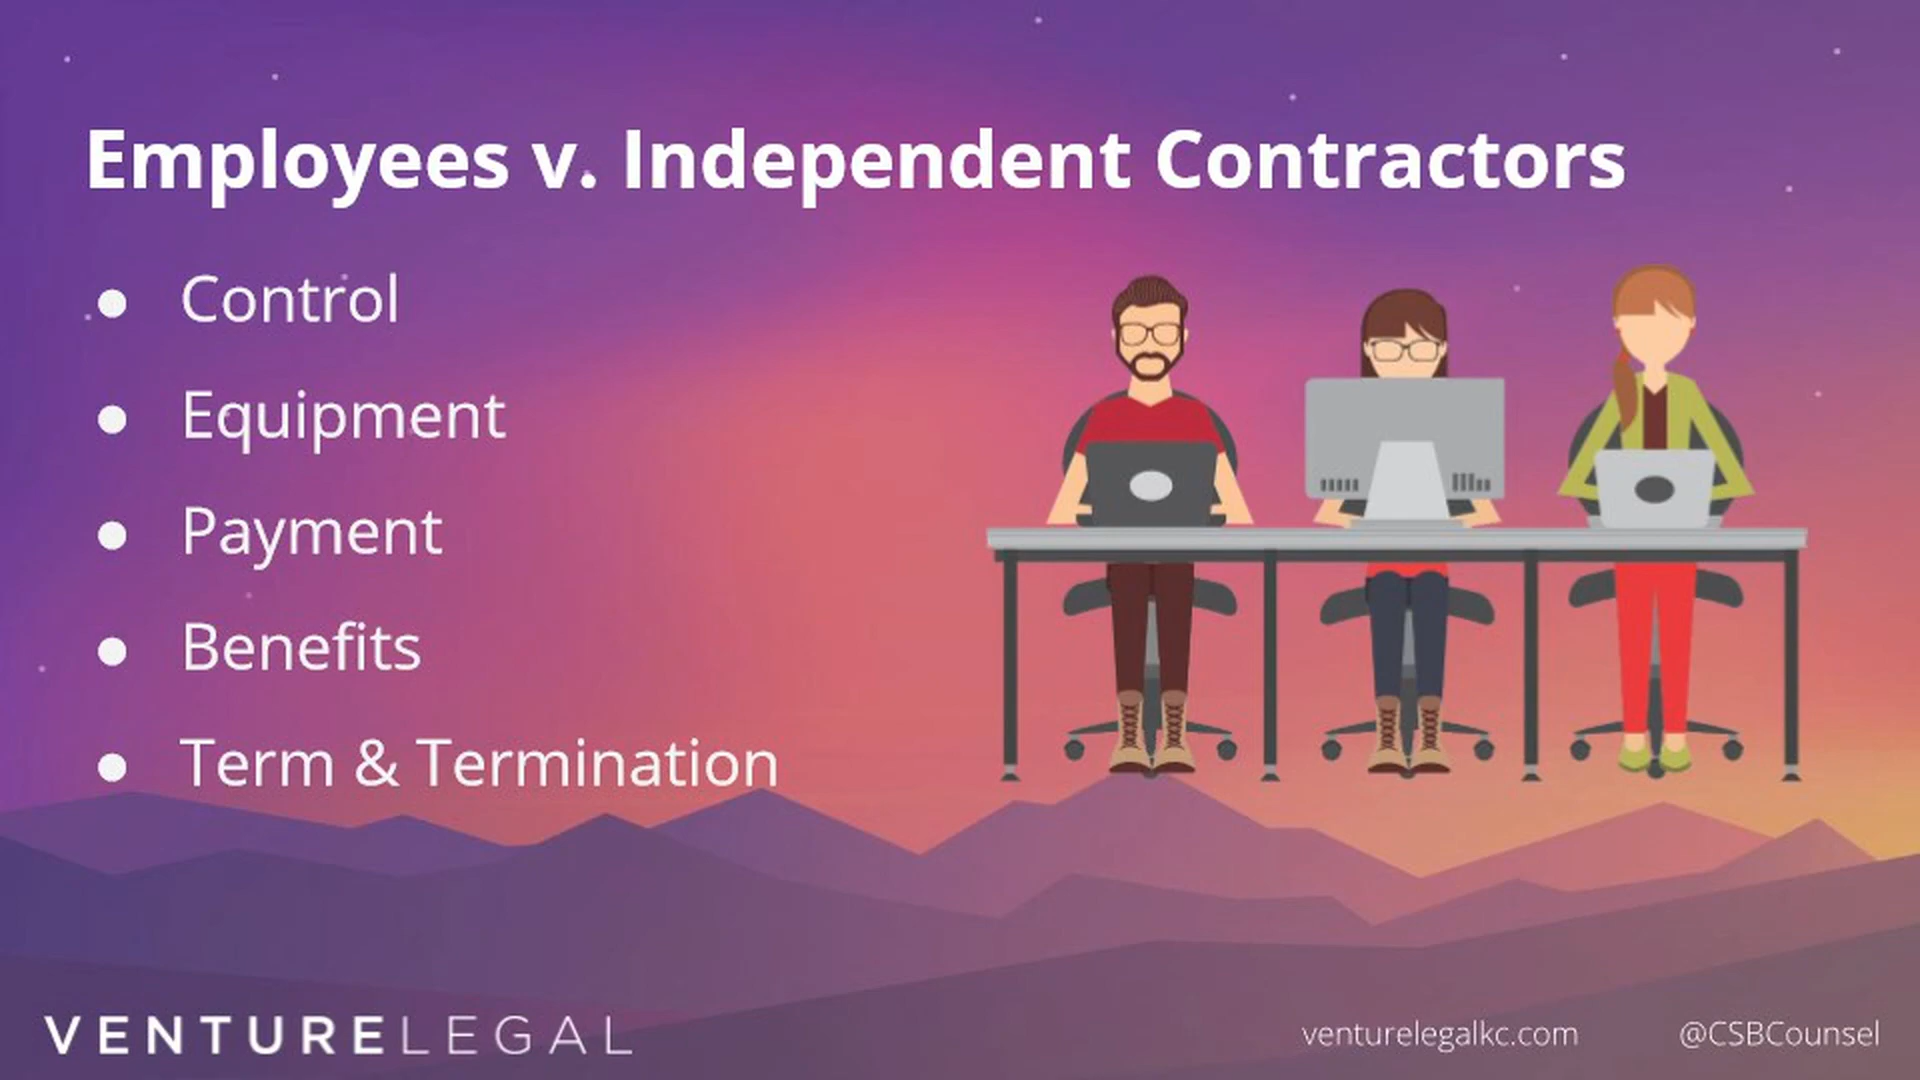 Employees v. Independent Contractors
● Control
● Equipment
● Payment
● Benefits
● Term & Termination
VENTURELEGAL
venturelegalkc.com
@CSBCounsel